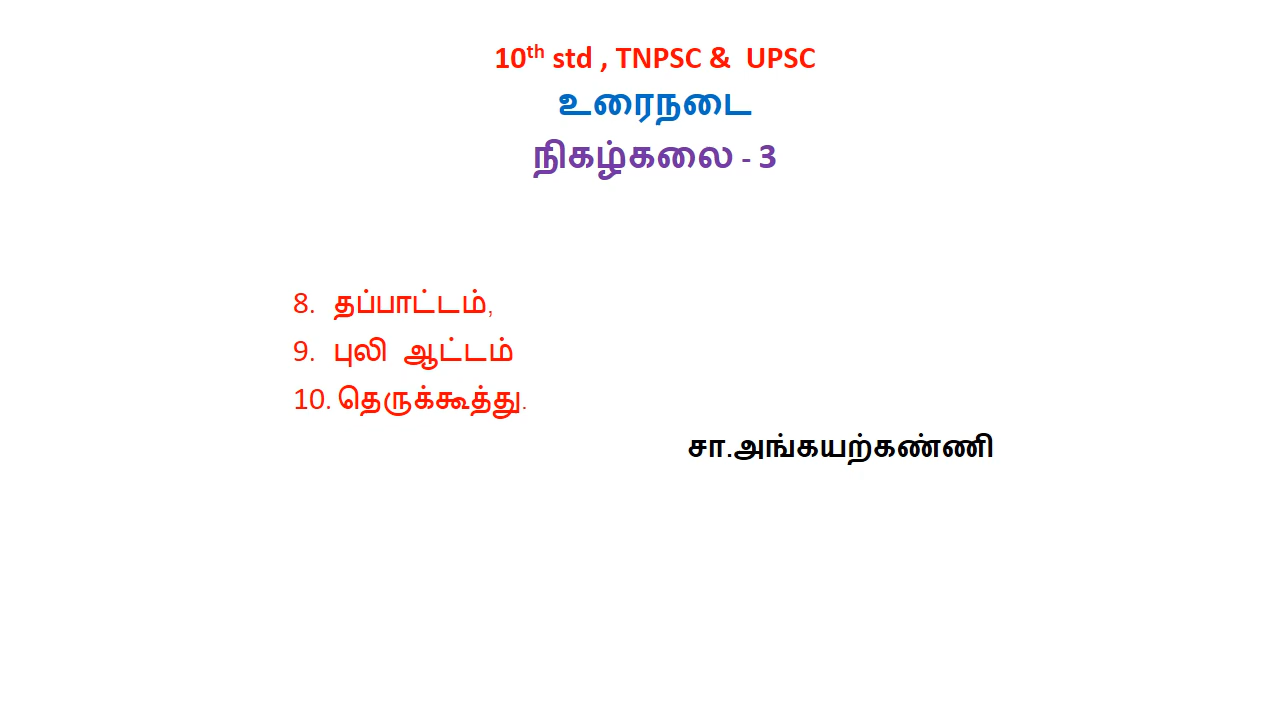 10th std , TNPSC & UPSC
உரைநடை
நிகழ்கலை - 3
8. தப்பாட்டம்,
9. புலி ஆட்டம்
10. தெருக்கூத்து.
சா.அங்கயற்கண்ணி